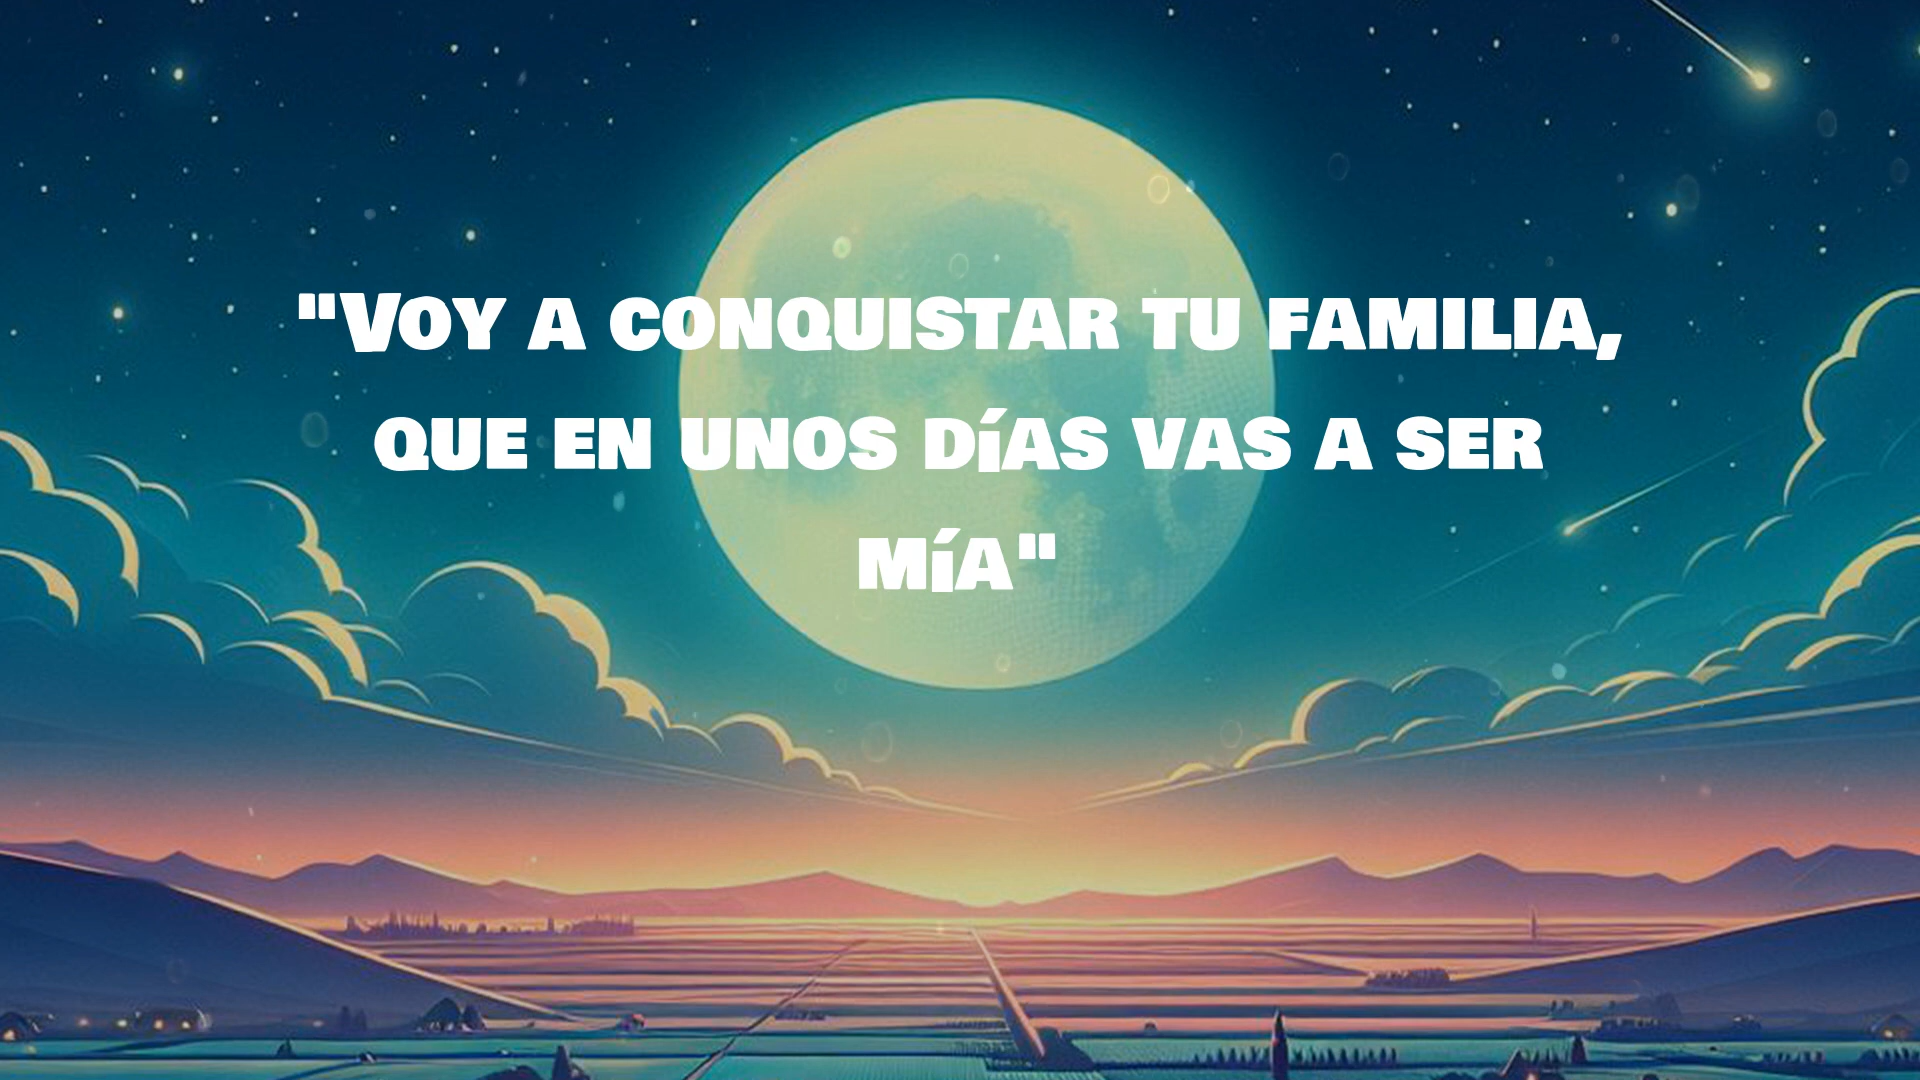 "Voy a conquistar tu familia,
que en unos días vas a ser
mía"